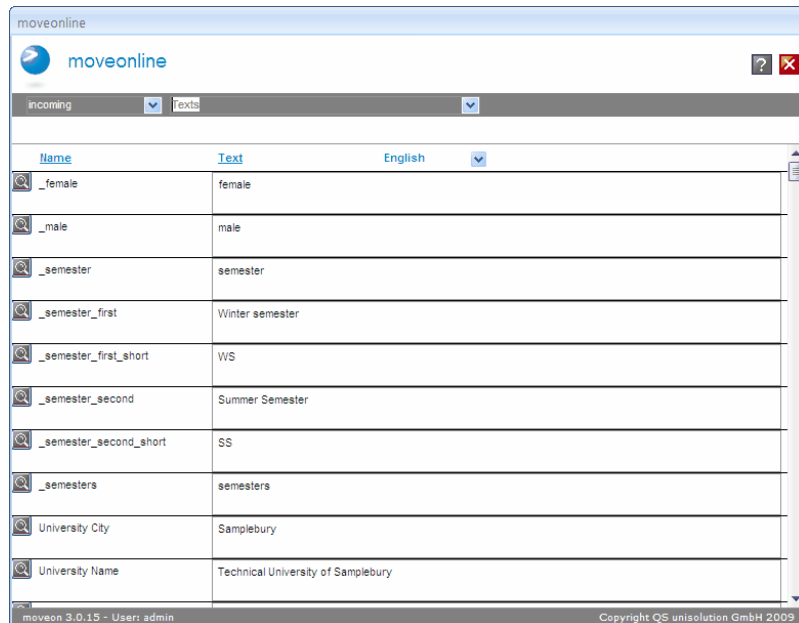 moveonline
moveonline
?
incoming Texts
Name Text English
_female female
_male male
_semester semester
_semester_first Winter semester
_semester_first_short WS
_semester_second Summer Semester
_semester_second_short SS
_semesters semesters
University City Samplebury
University Name Technical University of Samplebury
moveon 3.0.15 - User: admin Copyright QS unisolution GmbH 2009